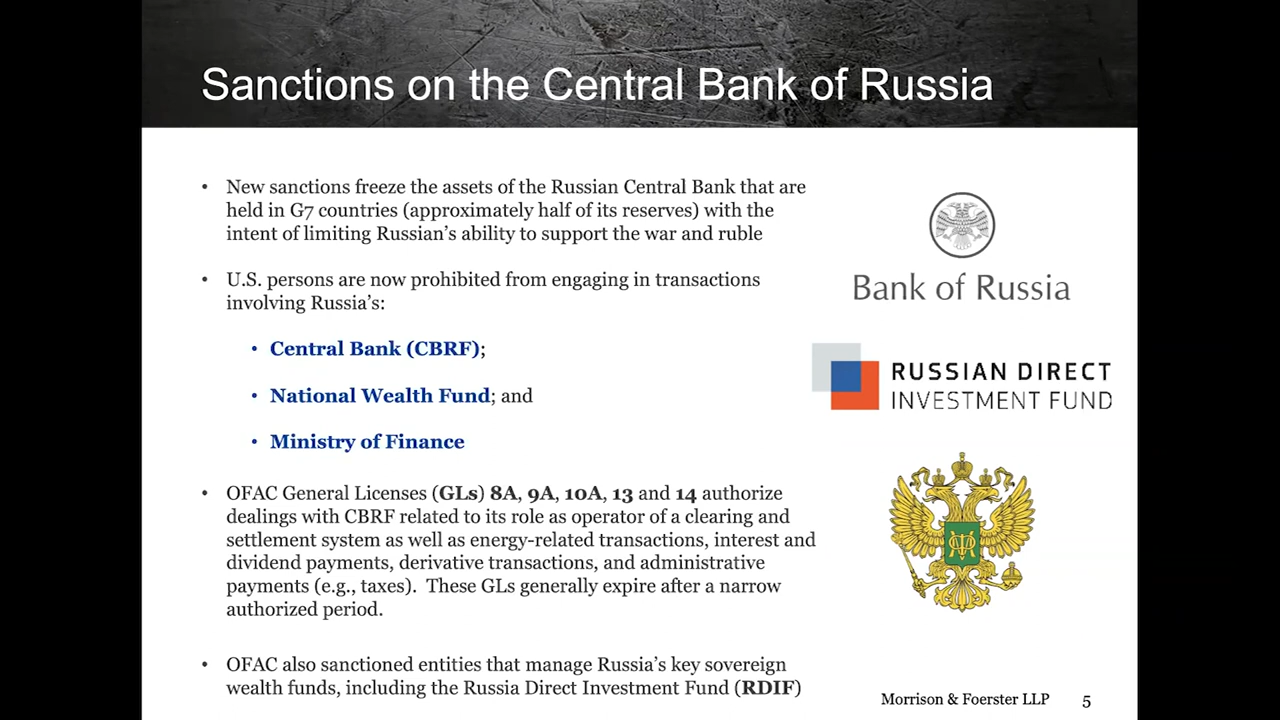 Sanctions on the Central Bank of Russia
• New sanctions freeze the assets of the Russian Central Bank that are
held in G7 countries (approximately half of its reserves) with the
intent of limiting Russian's ability to support the war and ruble
• U.S. persons are now prohibited from engaging in transactions
involving Russia's:
• Central Bank (CBRF);
• National Wealth Fund; and
• Ministry of Finance
• OFAC General Licenses (GLs) 8A, 9A, 10A, 13 and 14 authorize
dealings with CBRF related to its role as operator of a clearing and
settlement system as well as energy-related transactions, interest and
dividend payments, derivative transactions, and administrative
payments (e.g., taxes). These GLs generally expire after a narrow
authorized period.
• OFAC also sanctioned entities that manage Russia's key sovereign
wealth funds, including the Russia Direct Investment Fund (RDIF)
Bank of Russia
RUSSIAN DIRECT
INVESTMENT FUND
Morrison & Foerster LLP 5